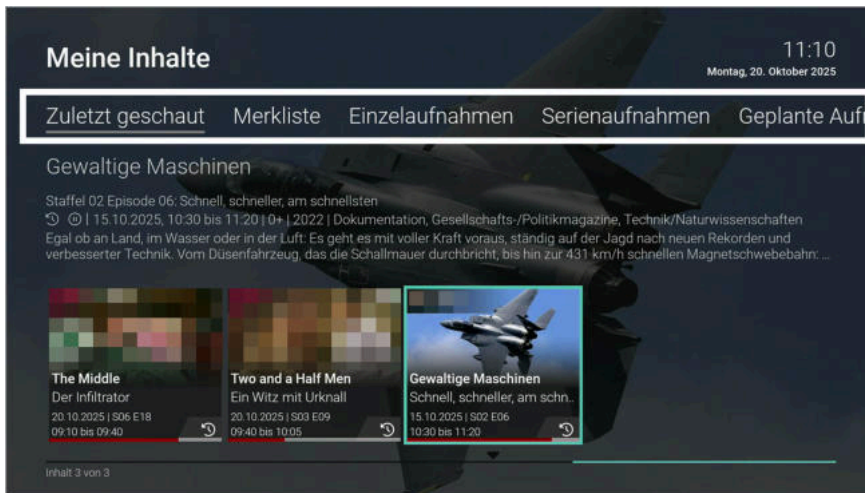 Meine Inhalte
11:10
Montag, 20. Oktober 2025
Zuletzt geschaut Merkliste Einzelaufnahmen Serienaufnahmen Geplante Auf
Gewaltige Maschinen
Staffel 02 Episode 06: Schnell, schneller, am schnellsten
| 15.10.2025, 10:30 bis 11:20 | 0+ | 2022 | Dokumentation, Gesellschafts-/Politikmagazine, Technik/Naturwissenschaften
Egal ob an Land, im Wasser oder in der Luft: Es geht es mit voller Kraft voraus, ständig auf der Jagd nach neuen Rekorden und
verbesserter Technik. Vom Düsenfahrzeug, das die Schallmauer durchbricht, bis hin zur 431 km/h schnellen Magnetschwebebahn: ...
The Middle
Der Infiltrator
20.10.2025 | S06 E18
09:10 bis 09:40
Two and a Half Men
Ein Witz mit Urknall
20.10.2025 | S03 E09
09:40 bis 10:05
Gewaltige Maschinen
Schnell, schneller, am schn..
15.10.2025 | S02 E06
10:30 bis 11:20
Inhalt 3 von 3